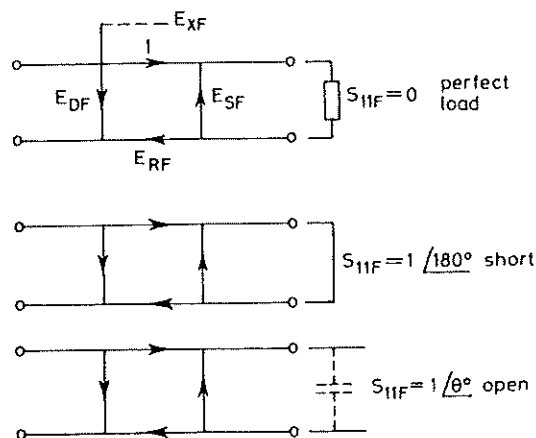 E_XF
1
E_DF
E_SF
E_RF
S_11F = 0 perfect
load
S_11F = 1 /180° short
S_11F = 1 /θ° open